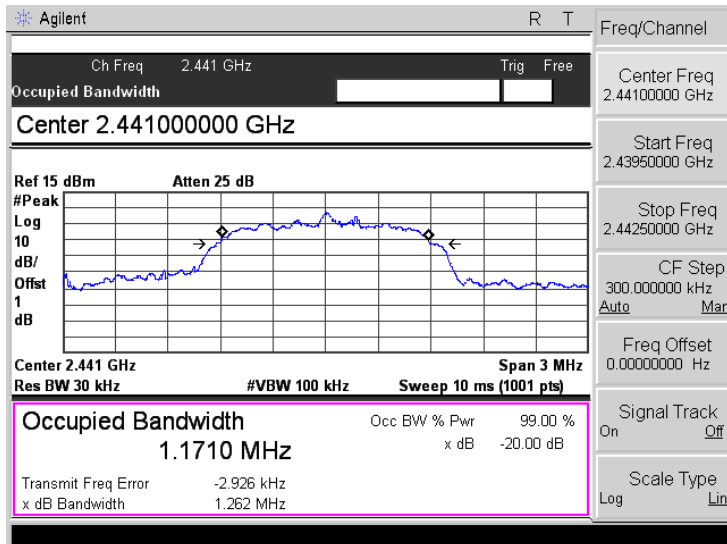 Agilent R T
Ch Freq 2.441 GHz Trig Free
Occupied Bandwidth
Center 2.441000000 GHz
Ref 15 dBm Atten 25 dB
#Peak
Log
10
dB/
Offst
1
dB
Center 2.441 GHz Span 3 MHz
Res BW 30 kHz #VBW 100 kHz Sweep 10 ms (1001 pts)
Occupied Bandwidth Occ BW % Pwr 99.00 %
1.1710 MHz x dB -20.00 dB
Transmit Freq Error -2.926 kHz
x dB Bandwidth 1.262 MHz
Freq/Channel
Center Freq
2.44100000 GHz
Start Freq
2.43950000 GHz
Stop Freq
2.44250000 GHz
CF Step
300.000000 kHz
Auto Man
Freq Offset
0.00000000 Hz
Signal Track
On Off
Scale Type
Log Lin